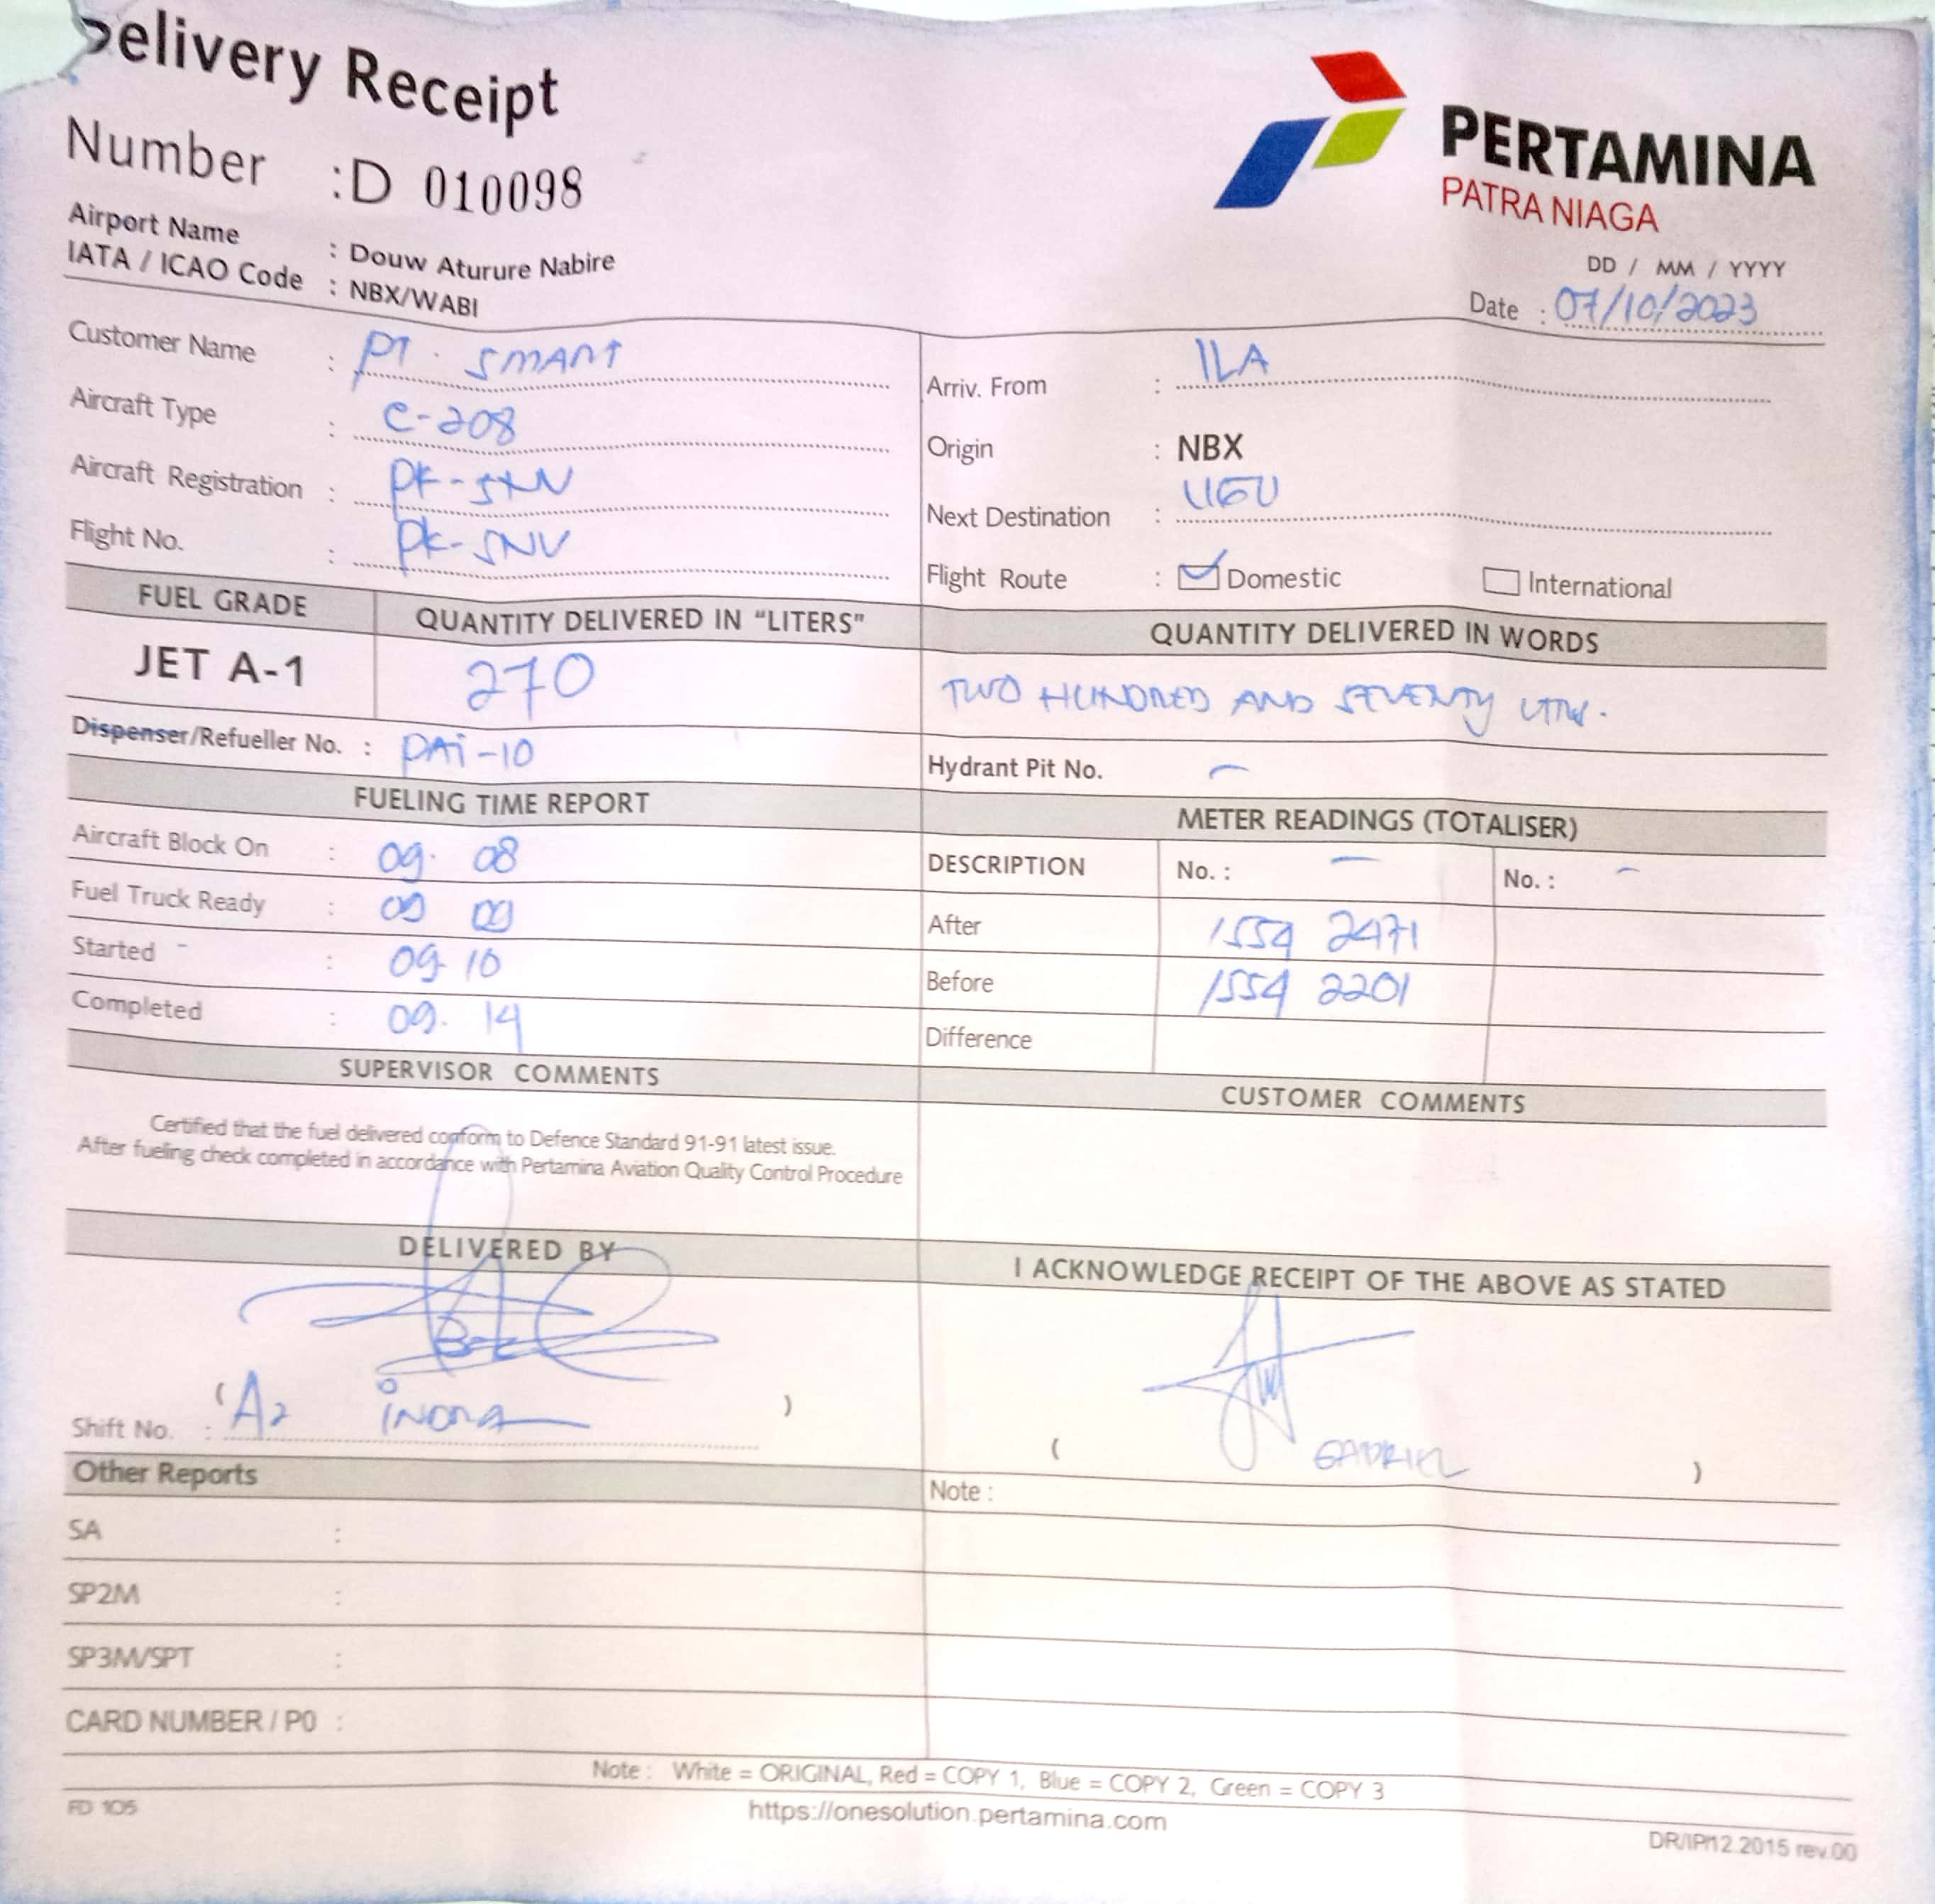 Delivery Receipt
Number : D 010098
PERTAMINA
PATRA NIAGA
Airport Name : Douw Aturure Nabire
IATA / ICAO Code : NBX/WABI
DD / MM / YYYY
Date : 07/10/2023
Customer Name : PT. SMART
Aircraft Type : C-208
Aircraft Registration : PK-SNV
Flight No. : PK-SNV
Arriv. From : ILA
Origin : NBX
Next Destination :
Flight Route : Domestic International
FUEL GRADE QUANTITY DELIVERED IN "LITERS" QUANTITY DELIVERED IN WORDS
JET A-1 270 TWO HUNDRED AND SEVENTY
Dispenser/Refueller No. : PAI-10
Hydrant Pit No. -
FUELING TIME REPORT
Aircraft Block On : 09. 08
Fuel Truck Ready : 09 09
Started : 09. 10
Completed : 09. 14
METER READINGS (TOTALISER)
DESCRIPTION No. : - No. : -
After 1554 2471
Before 1554 2201
Difference
SUPERVISOR COMMENTS
Certified that the fuel delivered conform to Defence Standard 91-91 latest issue.
After fueling check completed in accordance with Pertamina Aviation Quality Control Procedure
CUSTOMER COMMENTS
DELIVERED BY
I ACKNOWLEDGE RECEIPT OF THE ABOVE AS STATED
Shift No. : ( A2 INDRA )
( GABRIEL )
Other Reports
Note :
SA :
SP2M :
SP3M/SPT :
CARD NUMBER / PO :
Note : White = ORIGINAL, Red = COPY 1, Blue = COPY 2, Green = COPY 3
FD 105
https://onesolution.pertamina.com
DR/IP/12.2015 rev.00